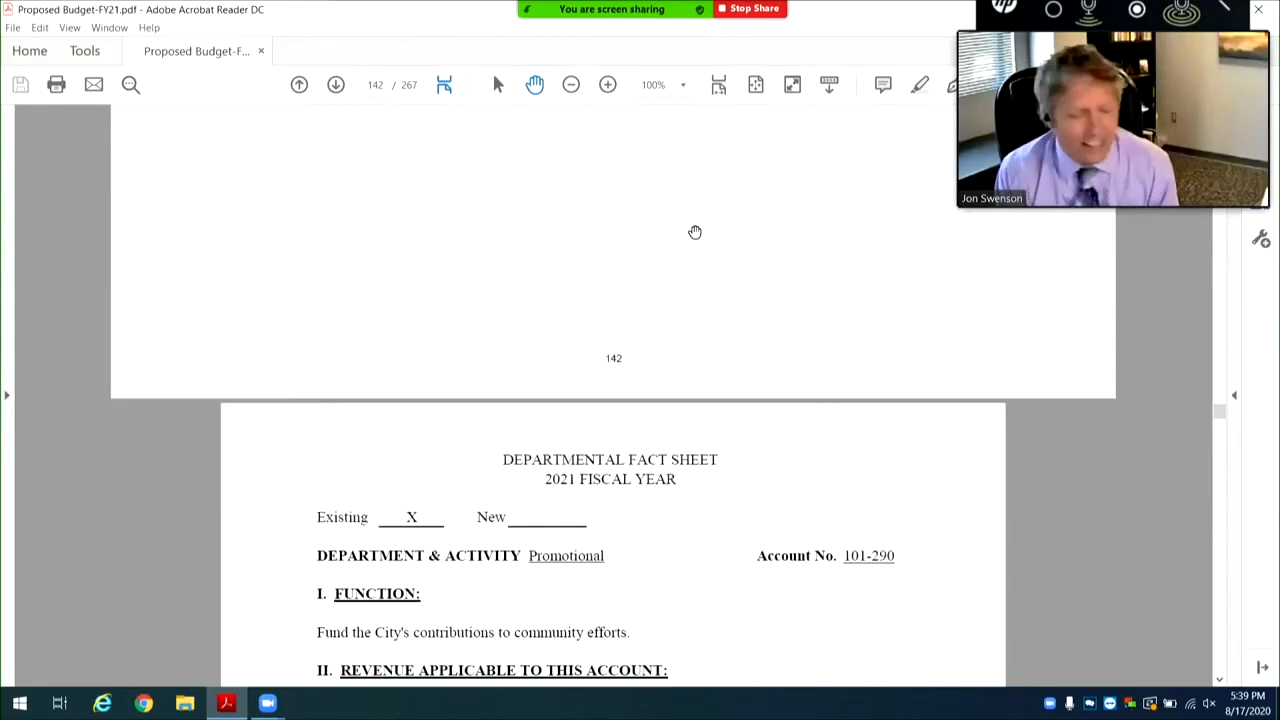 Proposed Budget-FY21.pdf - Adobe Acrobat Reader DC
You are screen sharing
Stop Share
File Edit View Window Help
Home Tools Proposed Budget-F... ×
142 / 267 100%
Jon Swenson
142
DEPARTMENTAL FACT SHEET
2021 FISCAL YEAR
Existing X New
DEPARTMENT & ACTIVITY Promotional Account No. 101-290
I. FUNCTION:
Fund the City's contributions to community efforts.
II. REVENUE APPLICABLE TO THIS ACCOUNT:
5:39 PM
8/17/2020